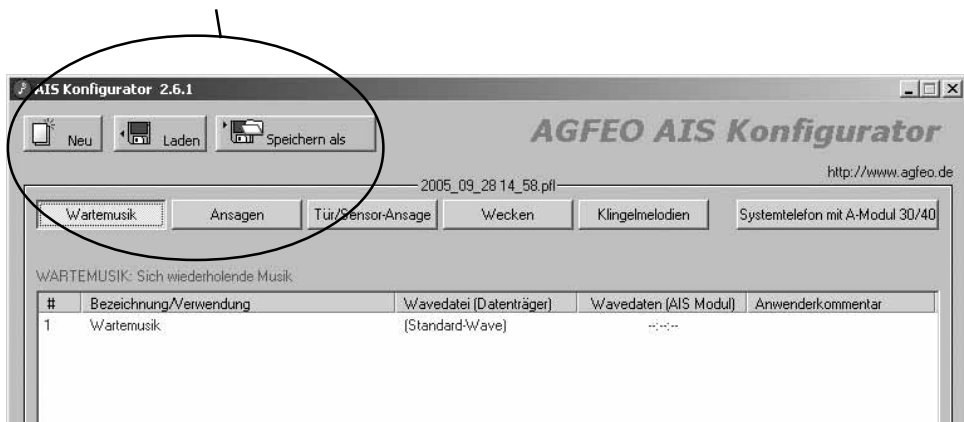 AIS Konfigurator 2.6.1
Neu Laden Speichern als
AGFEO AIS Konfigurator
http://www.agfeo.de
2005_09_28 14_58.pfl
Wartemusik Ansagen Tür/Sensor-Ansage Wecken Klingelmelodien Systemtelefon mit A-Modul 30/40
WARTEMUSIK: Sich wiederholende Musik
# Bezeichnung/Verwendung Wavedatei (Datenträger) Wavedaten (AIS Modul) Anwenderkommentar
1 Wartemusik (Standard-Wave) --:--:--